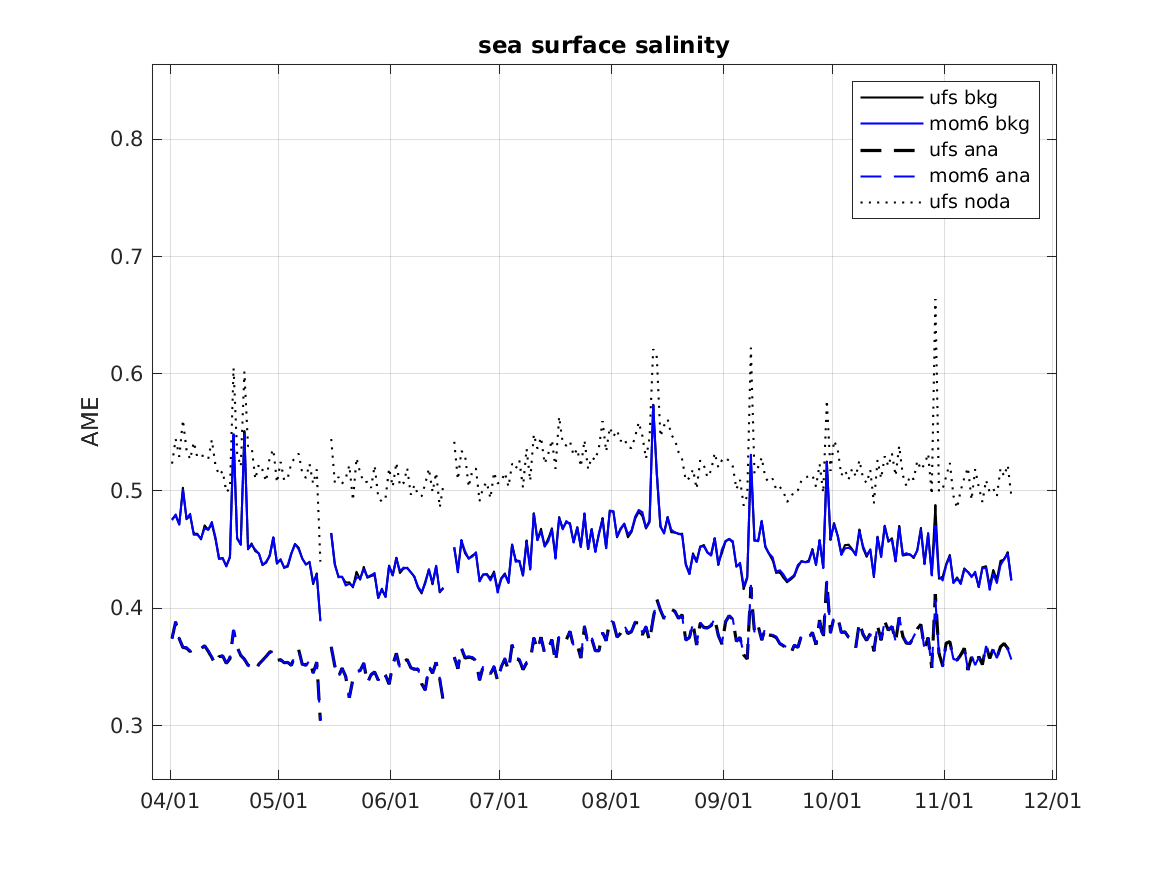 sea surface salinity
ufs bkg
mom6 bkg
ufs ana
mom6 ana
ufs noda
AME
0.8
0.7
0.6
0.5
0.4
0.3
04/01 05/01 06/01 07/01 08/01 09/01 10/01 11/01 12/01